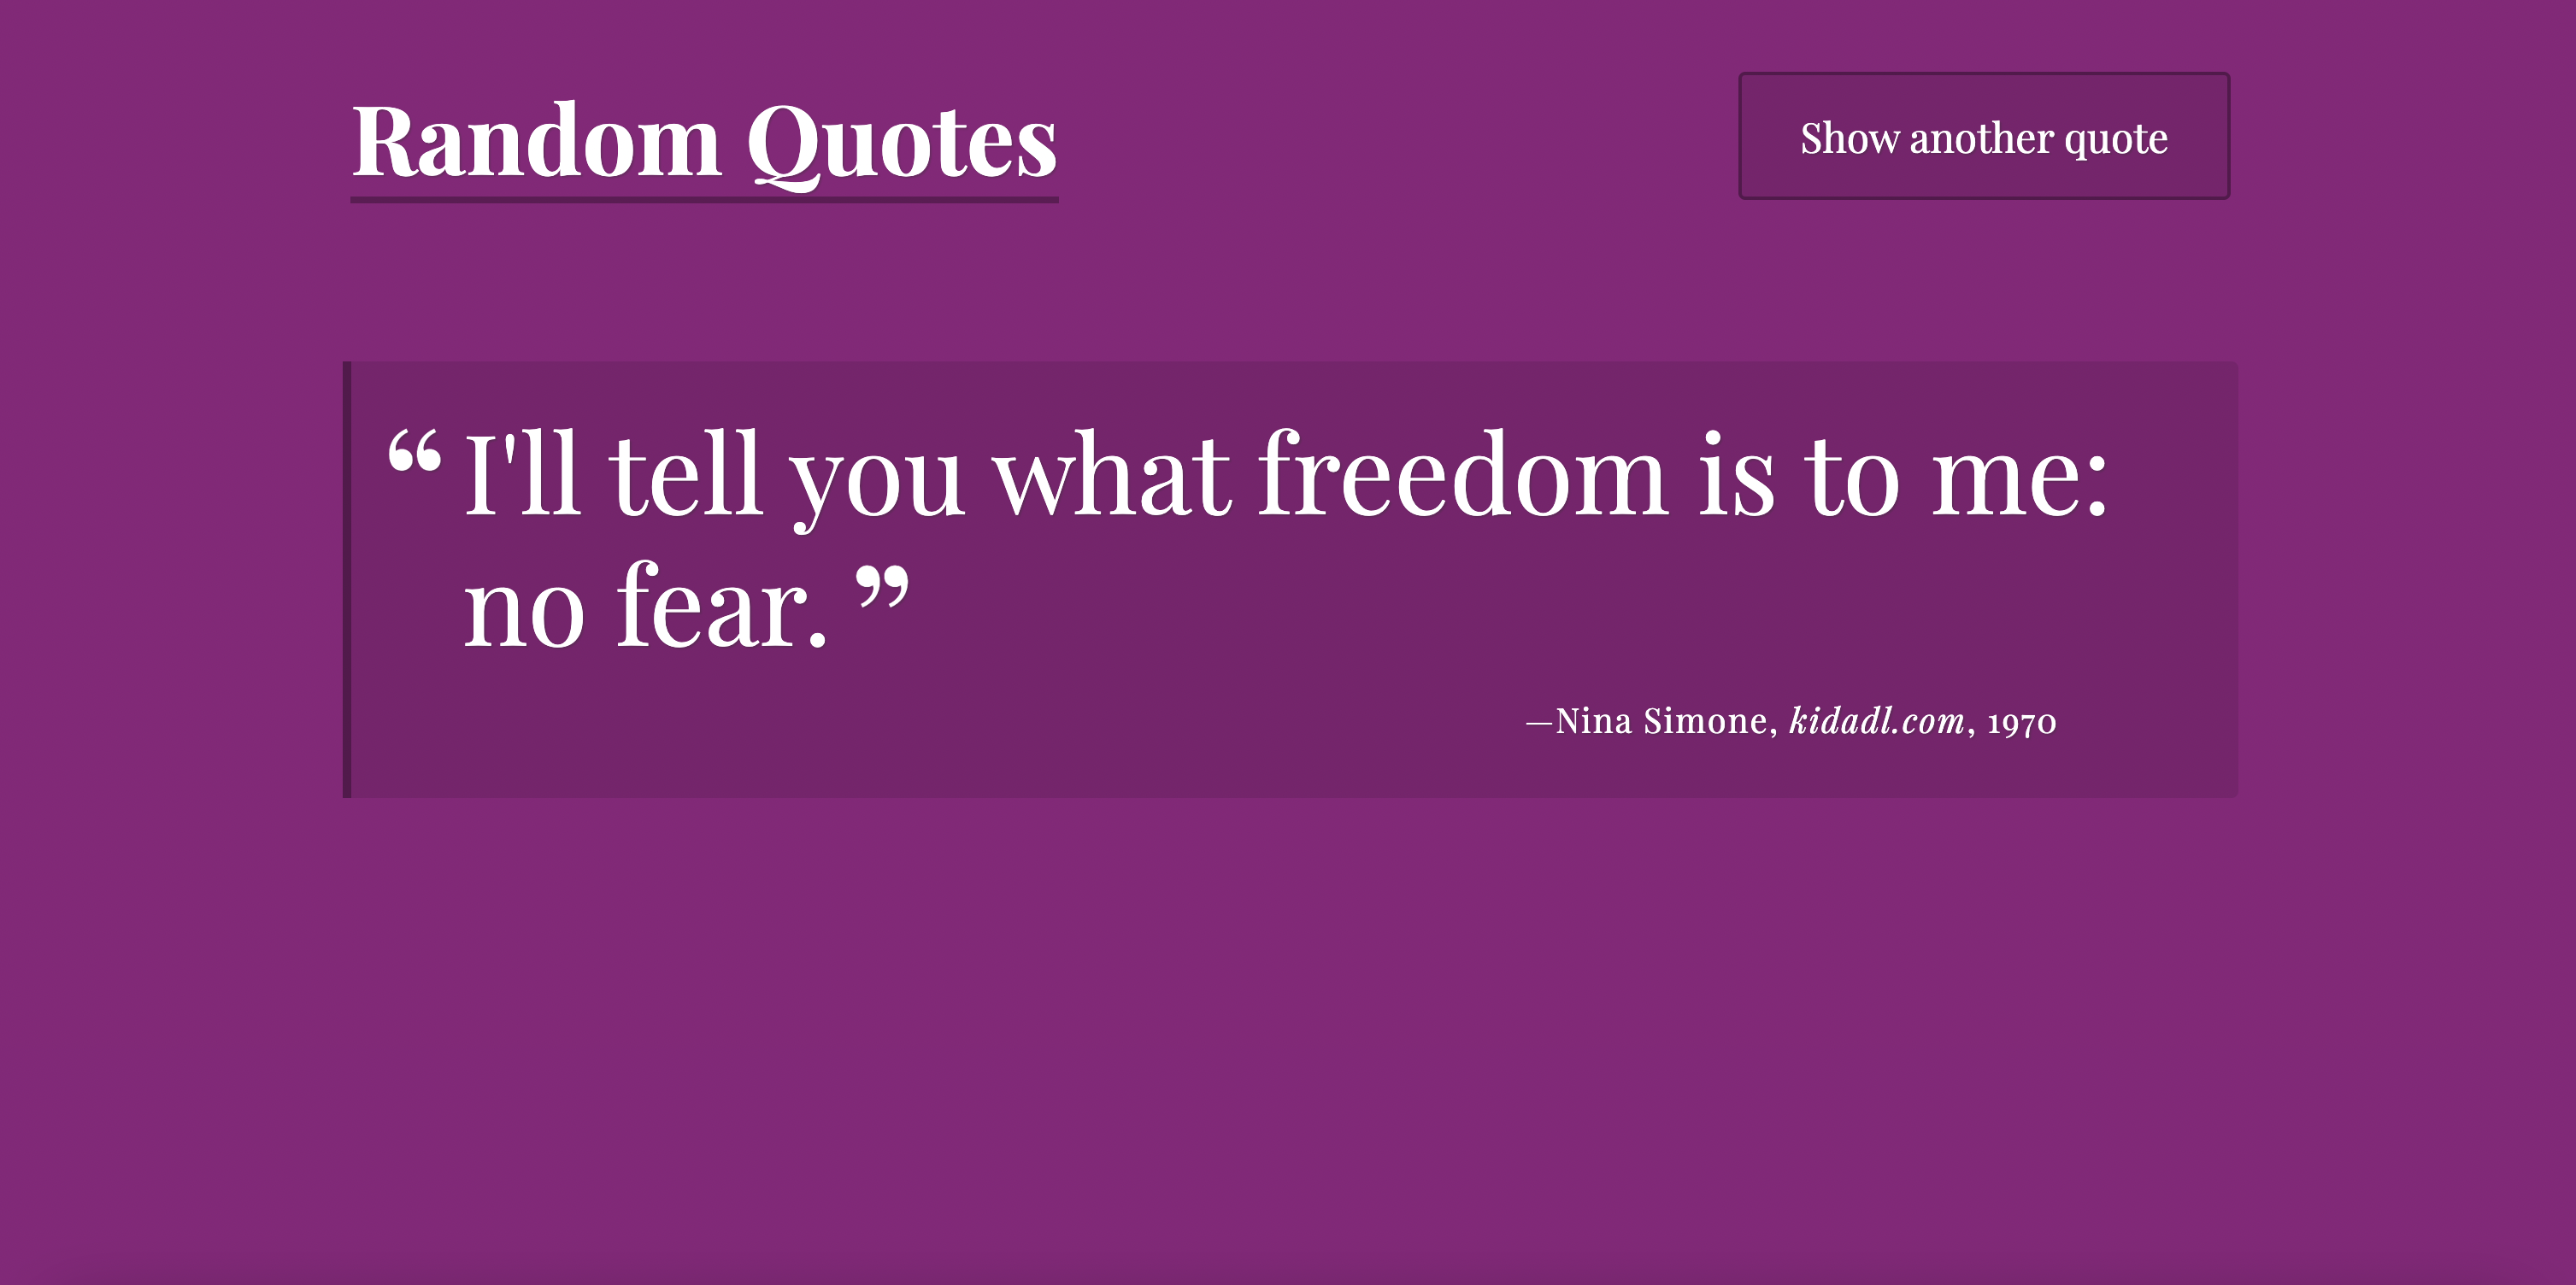 Random Quotes
Show another quote
“ I'll tell you what freedom is to me:
no fear. ”
—Nina Simone, kidadl.com, 1970